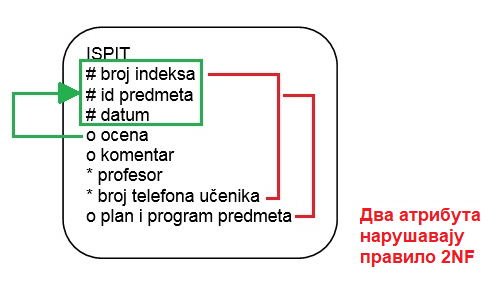 ISPIT
# broj indeksa
# id predmeta
# datum
o ocena
o komentar
* profesor
* broj telefona učenika
o plan i program predmeta
Два атрибута
нарушавају
правило 2NF